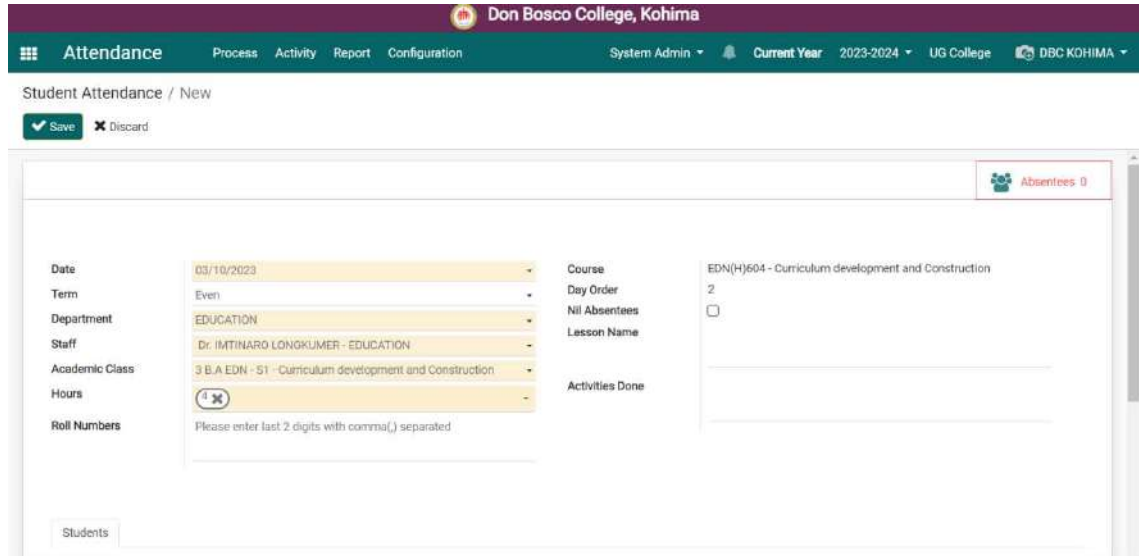 Don Bosco College, Kohima
Attendance Process Activity Report Configuration System Admin Current Year 2023-2024 UG College DBC KOHIMA
Student Attendance / New
Save Discard
Absentees 0
Date 03/10/2023
Term Even
Department EDUCATION
Staff Dr. IMTINARO LONGKUMER - EDUCATION
Academic Class 3 B.A EDN - S1 - Curriculum development and Construction
Hours 4
Roll Numbers Please enter last 2 digits with comma(,) separated
Course EDN(H)604 - Curriculum development and Construction
Day Order 2
Nil Absentees
Lesson Name
Activities Done
Students